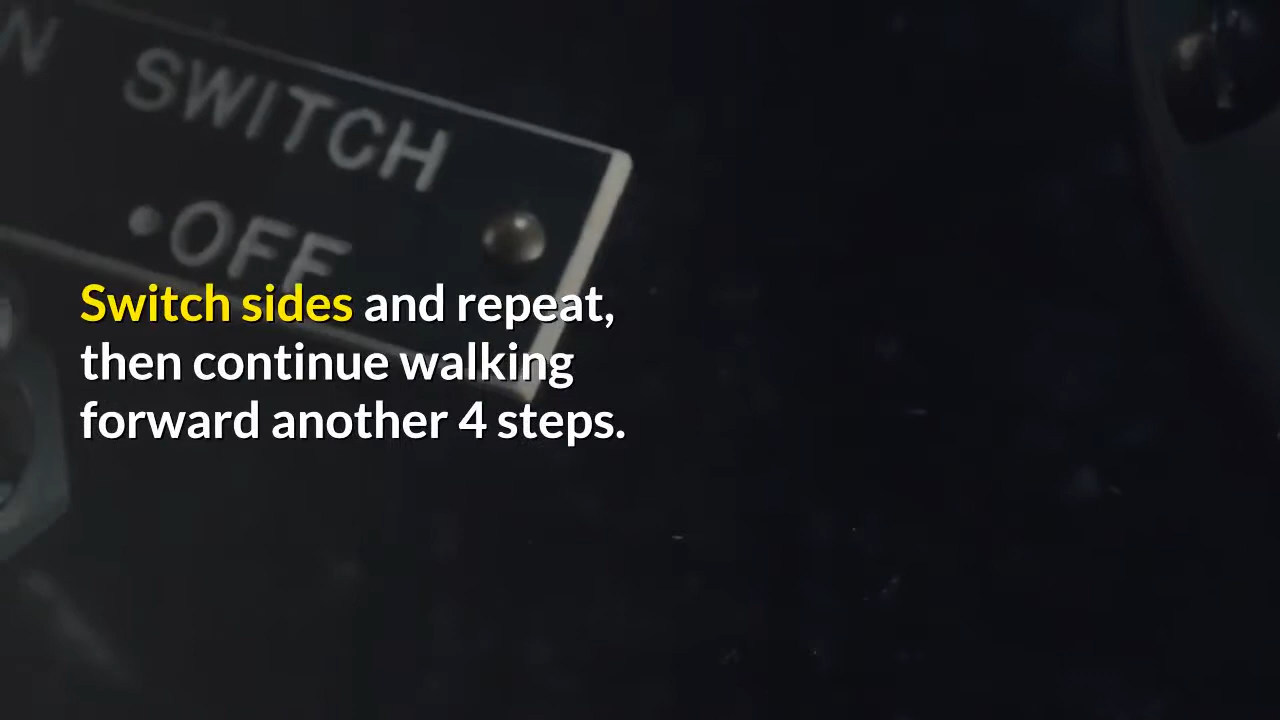 N SWITCH
•OFF
Switch sides and repeat,
then continue walking
forward another 4 steps.